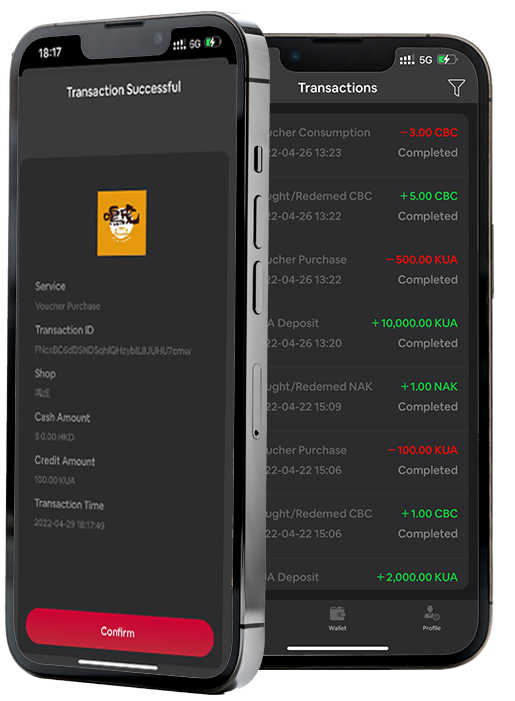 18:17
5G
Transaction Successful
Service
Voucher Purchase
Transaction ID
Shop
Cash Amount
$ 0.00 HKD
Credit Amount
100.00 KUA
Transaction Time
2022-04-29 18:17:49
Confirm
5G
Transactions
ucher Consumption −3.00 CBC
22-04-26 13:23 Completed
ught/Redemed CBC +5.00 CBC
22-04-26 13:22 Completed
ucher Purchase −500.00 KUA
22-04-26 13:22 Completed
A Deposit +10,000.00 KUA
22-04-26 13:20 Completed
ught/Redemed NAK +1.00 NAK
22-04-22 15:09 Completed
ucher Purchase −100.00 KUA
22-04-22 15:06 Completed
ught/Redemed CBC +1.00 CBC
22-04-22 15:06 Completed
A Deposit +2,000.00 KUA
Wallet
Profile